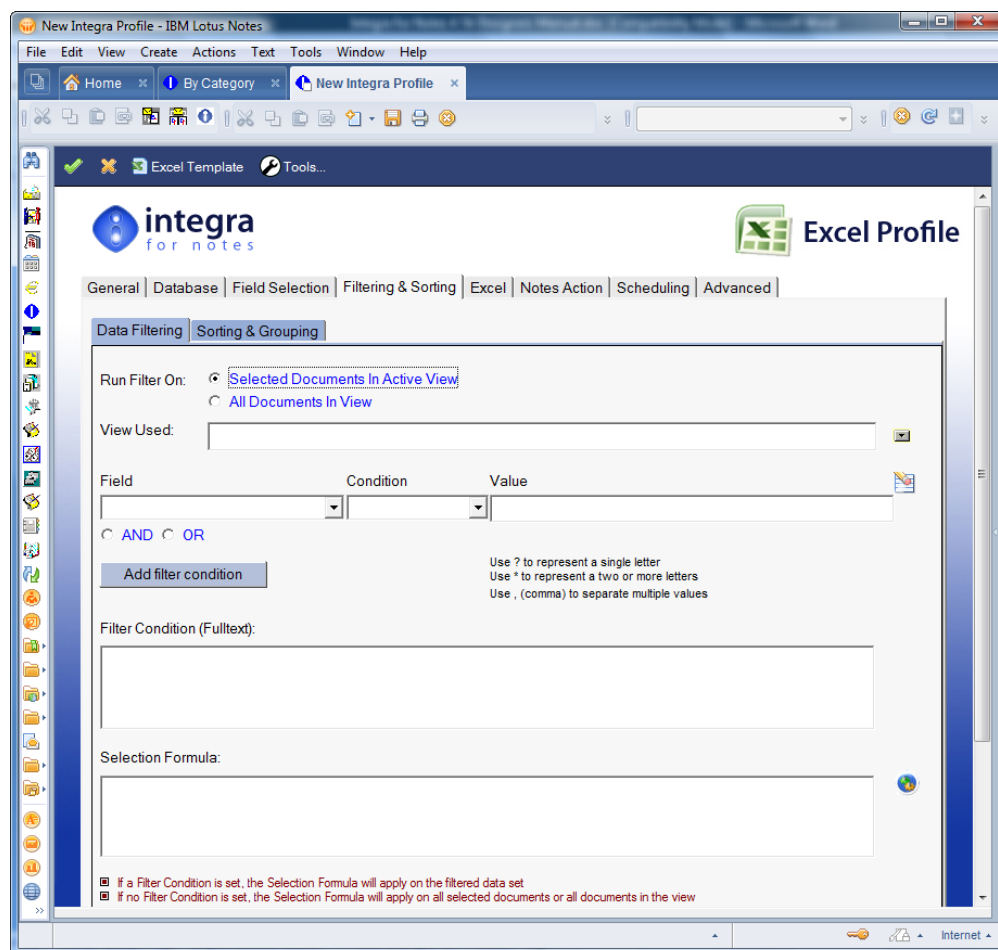 New Integra Profile - IBM Lotus Notes
File Edit View Create Actions Text Tools Window Help
Home By Category New Integra Profile
Excel Template Tools...
integra
for notes
Excel Profile
General Database Field Selection Filtering & Sorting Excel Notes Action Scheduling Advanced
Data Filtering Sorting & Grouping
Run Filter On: Selected Documents In Active View
All Documents In View
View Used:
Field Condition Value
AND OR
Add filter condition
Use ? to represent a single letter
Use * to represent a two or more letters
Use , (comma) to separate multiple values
Filter Condition (Fulltext):
Selection Formula:
If a Filter Condition is set, the Selection Formula will apply on the filtered data set
If no Filter Condition is set, the Selection Formula will apply on all selected documents or all documents in the view
Internet